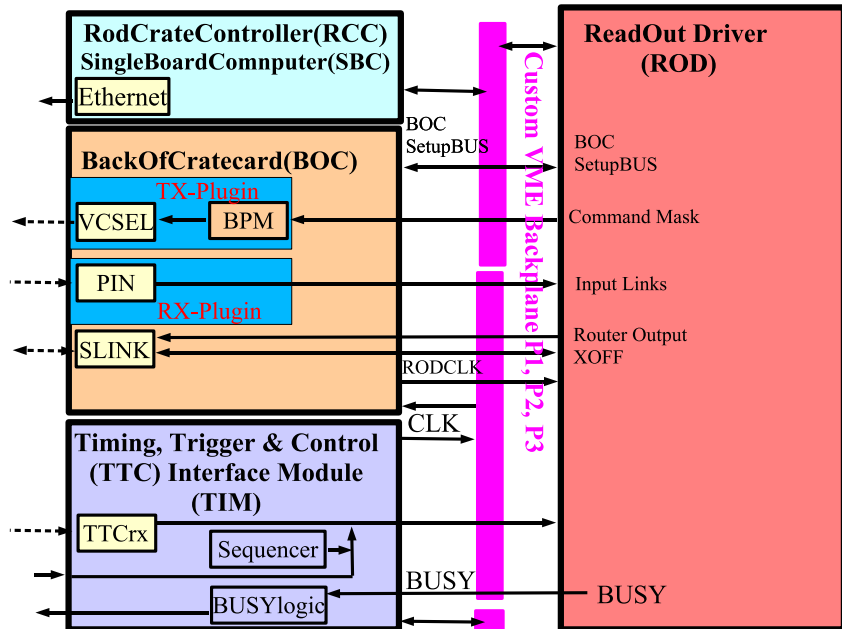 RodCrateController(RCC)
SingleBoardComnputer(SBC)
Ethernet
BackOfCratecard(BOC)
TX-Plugin
VCSEL
BPM
PIN
RX-Plugin
SLINK
Timing, Trigger & Control
(TTC) Interface Module
(TIM)
TTCrx
Sequencer
BUSYlogic
BOC
SetupBUS
RODCLK
CLK
BUSY
Custom VME Backplane P1, P2, P3
ReadOut Driver
(ROD)
BOC
SetupBUS
Command Mask
Input Links
Router Output
XOFF
BUSY